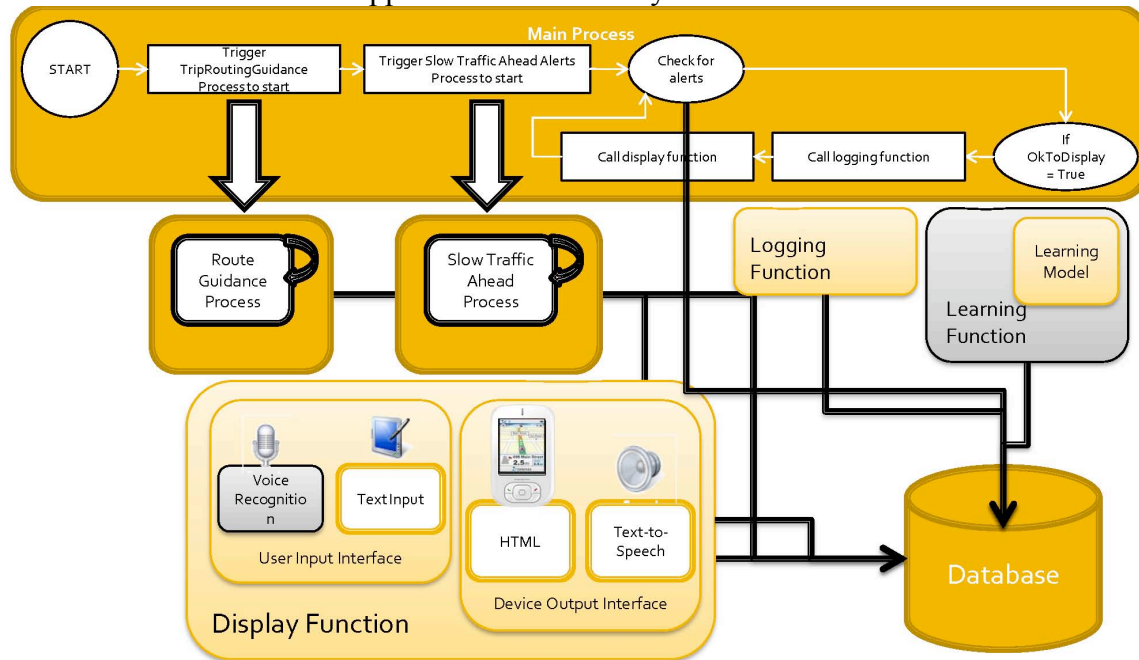 Main Process
START
Trigger
TripRoutingGuidance
Process to start
Trigger Slow Traffic Ahead Alerts
Process to start
Check for
alerts
Call display function
Call logging function
If
OkToDisplay
= True
Route
Guidance
Process
Slow Traffic
Ahead
Process
Logging
Function
Learning
Model
Learning
Function
Voice
Recognitio
n
Text Input
User Input Interface
2.5
HTML
Text-to-
Speech
Device Output Interface
Display Function
Database